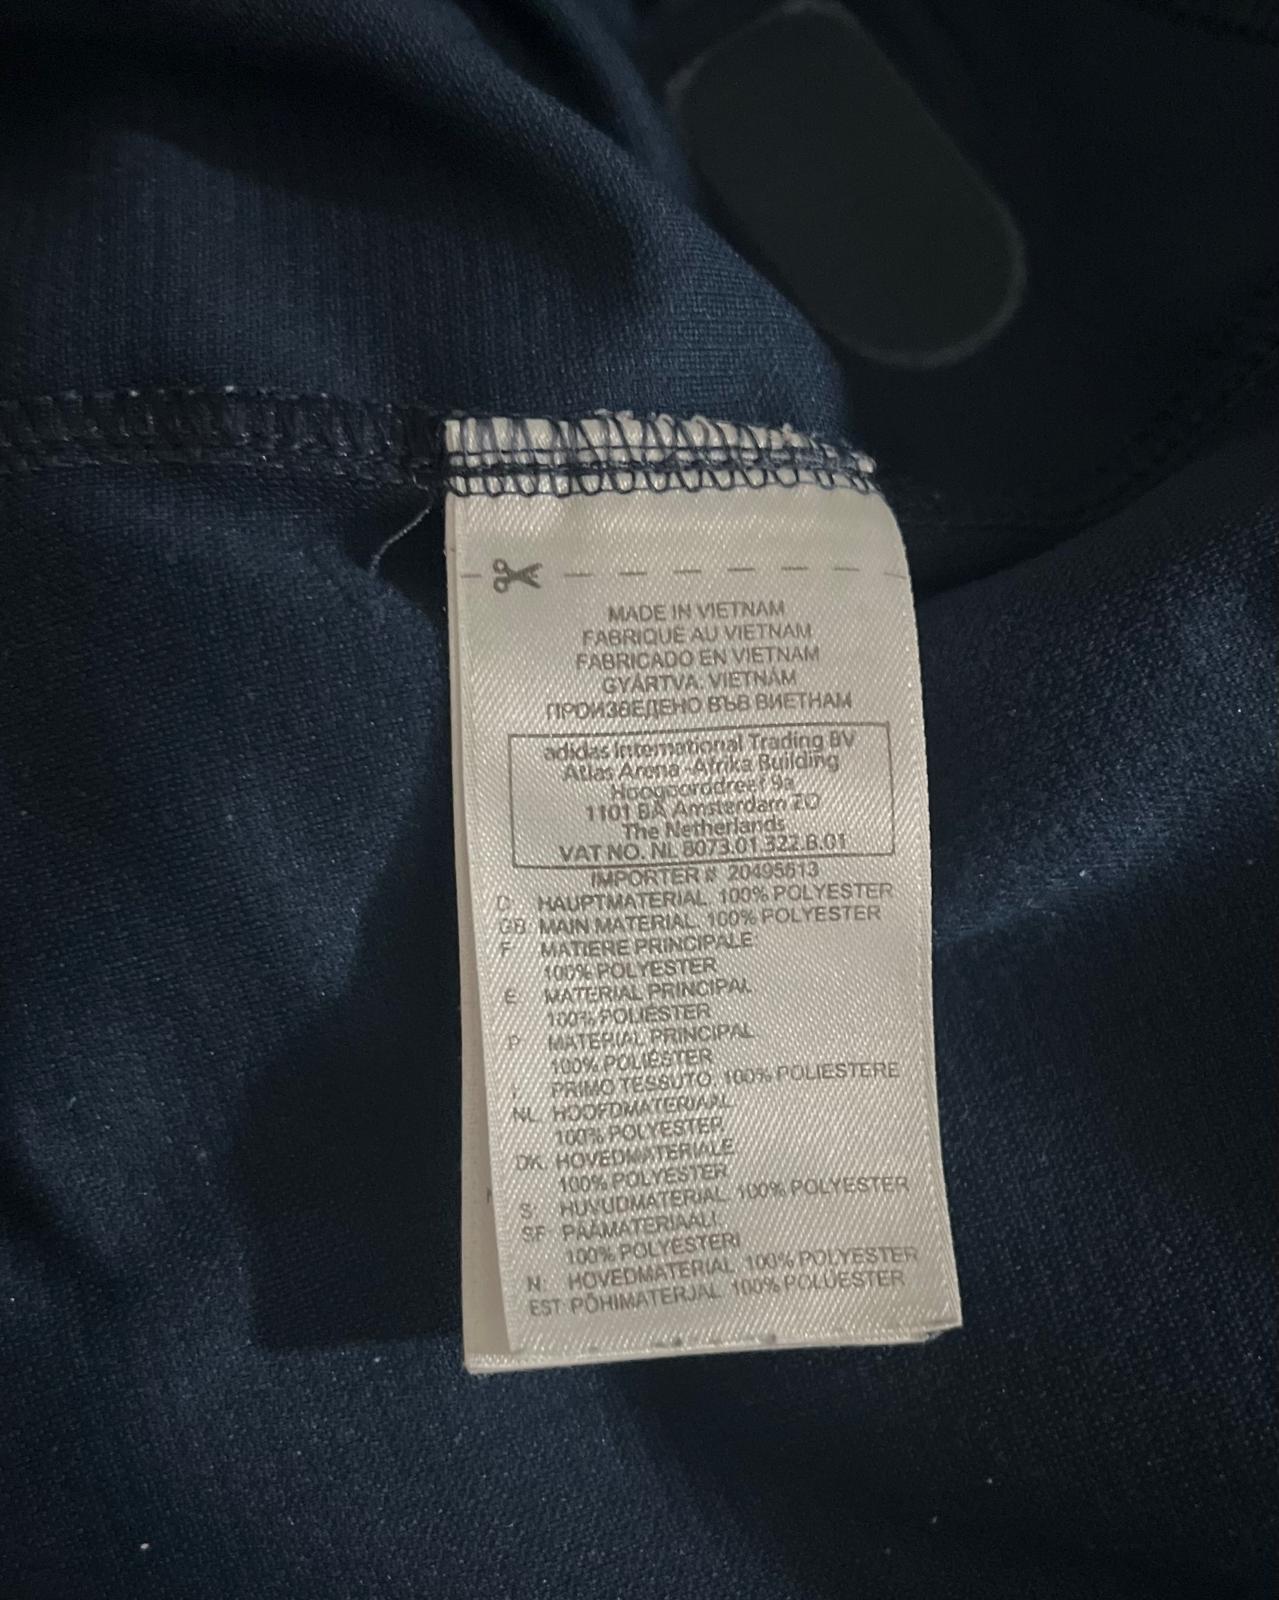 MADE IN VIETNAM
FABRIQUÉ AU VIETNAM
FABRICADO EN VIETNAM
GYÁRTVA: VIETNÁM
ПРОИЗВЕДЕНО ВЪВ ВИЕТНАМ
adidas International Trading BV
Atlas Arena -Afrika Building
Hoogoorddreef 9a
1101 BA Amsterdam ZO
The Netherlands
VAT NO. NL 8073.01.322.B.01
IMPORTER # 20495613
D: HAUPTMATERIAL: 100% POLYESTER
GB: MAIN MATERIAL: 100% POLYESTER
F: MATIERE PRINCIPALE:
100% POLYESTER
E: MATERIAL PRINCIPAL:
100% POLIESTER
P: MATERIAL PRINCIPAL:
100% POLIÉSTER
I: PRIMO TESSUTO: 100% POLIESTERE
NL: HOOFDMATERIAAL:
100% POLYESTER
DK: HOVEDMATERIALE:
100% POLYESTER
S: HUVUDMATERIAL: 100% POLYESTER
SF: PÄÄMATERIAALI:
100% POLYESTERI
N: HOVEDMATERIAL: 100% POLYESTER
EST: PÕHIMATERJAL: 100% POLÜESTER